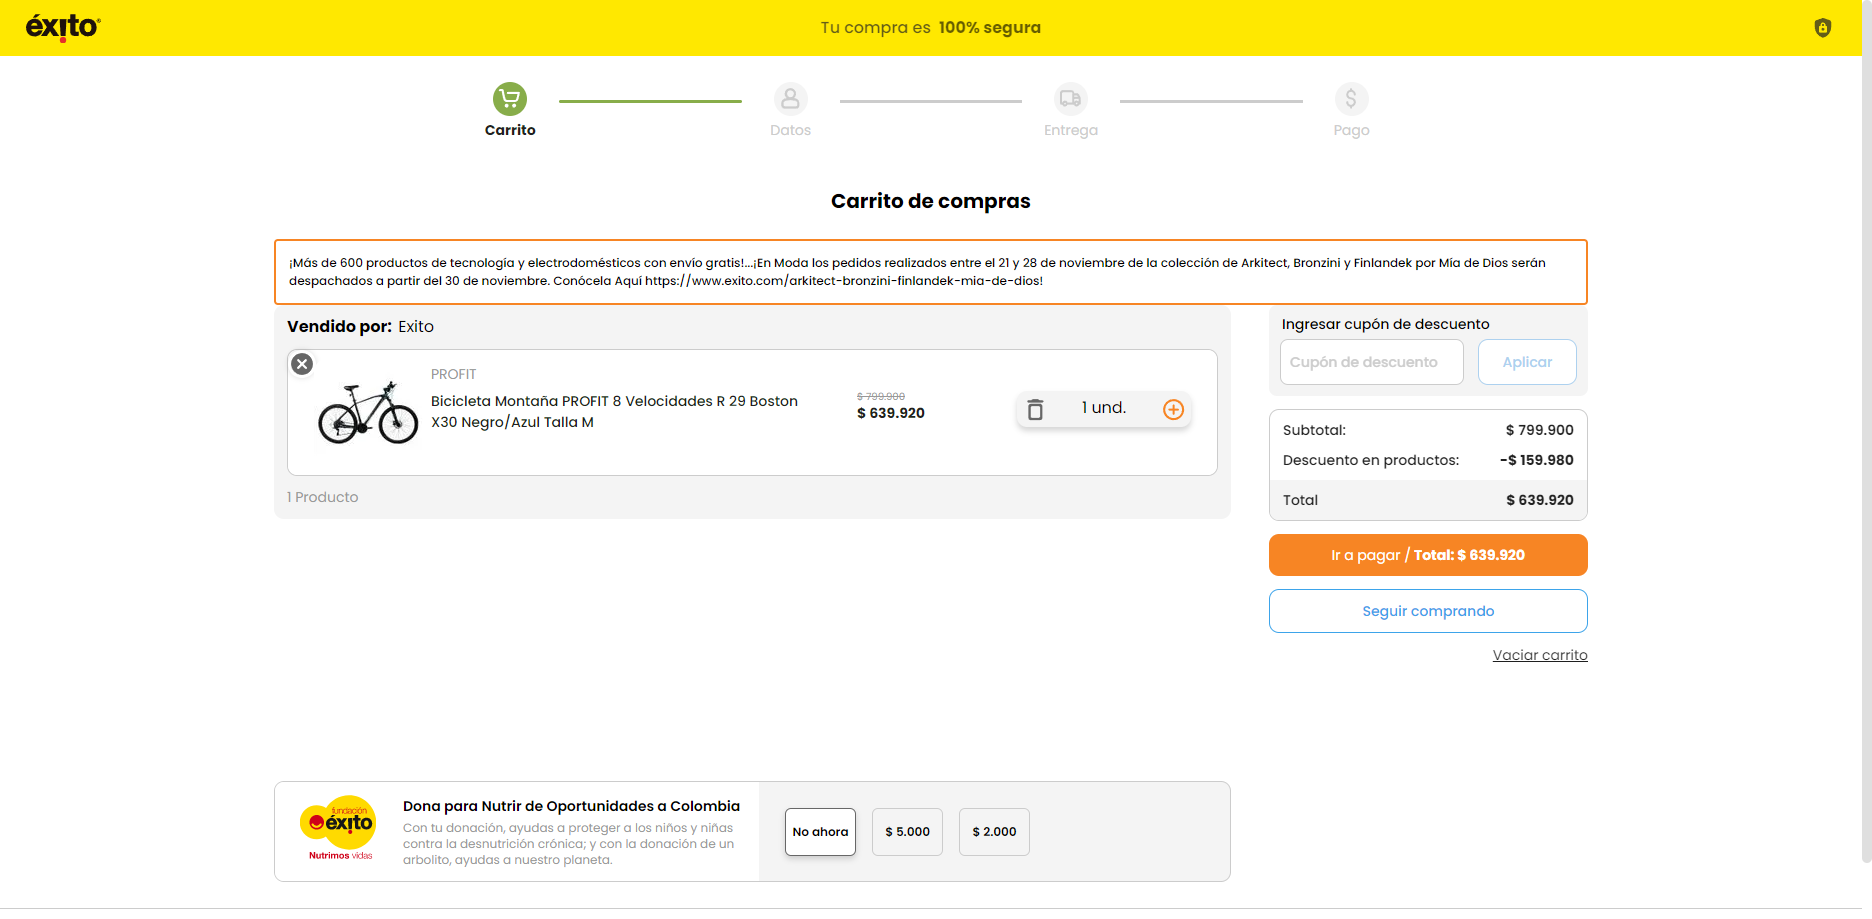 éxito
Tu compra es 100% segura
Carrito
Datos
Entrega
Pago
Carrito de compras
¡Más de 600 productos de tecnología y electrodomésticos con envío gratis!...¡En Moda los pedidos realizados entre el 21 y 28 de noviembre de la colección de Arkitect, Bronzini y Finlandek por Mía de Dios serán
despachados a partir del 30 de noviembre. Conócela Aquí https://www.exito.com/arkitect-bronzini-finlandek-mia-de-dios!
Vendido por: Exito
PROFIT
Bicicleta Montaña PROFIT 8 Velocidades R 29 Boston
X30 Negro/Azul Talla M
$ 799.900
$ 639.920
1 und.
1 Producto
Ingresar cupón de descuento
Cupón de descuento
Aplicar
Subtotal: $ 799.900
Descuento en productos: -$ 159.980
Total $ 639.920
Ir a pagar / Total: $ 639.920
Seguir comprando
Vaciar carrito
fundación
éxito
Nutrimos vidas
Dona para Nutrir de Oportunidades a Colombia
Con tu donación, ayudas a proteger a los niños y niñas
contra la desnutrición crónica; y con la donación de un
arbolito, ayudas a nuestro planeta.
No ahora
$ 5.000
$ 2.000